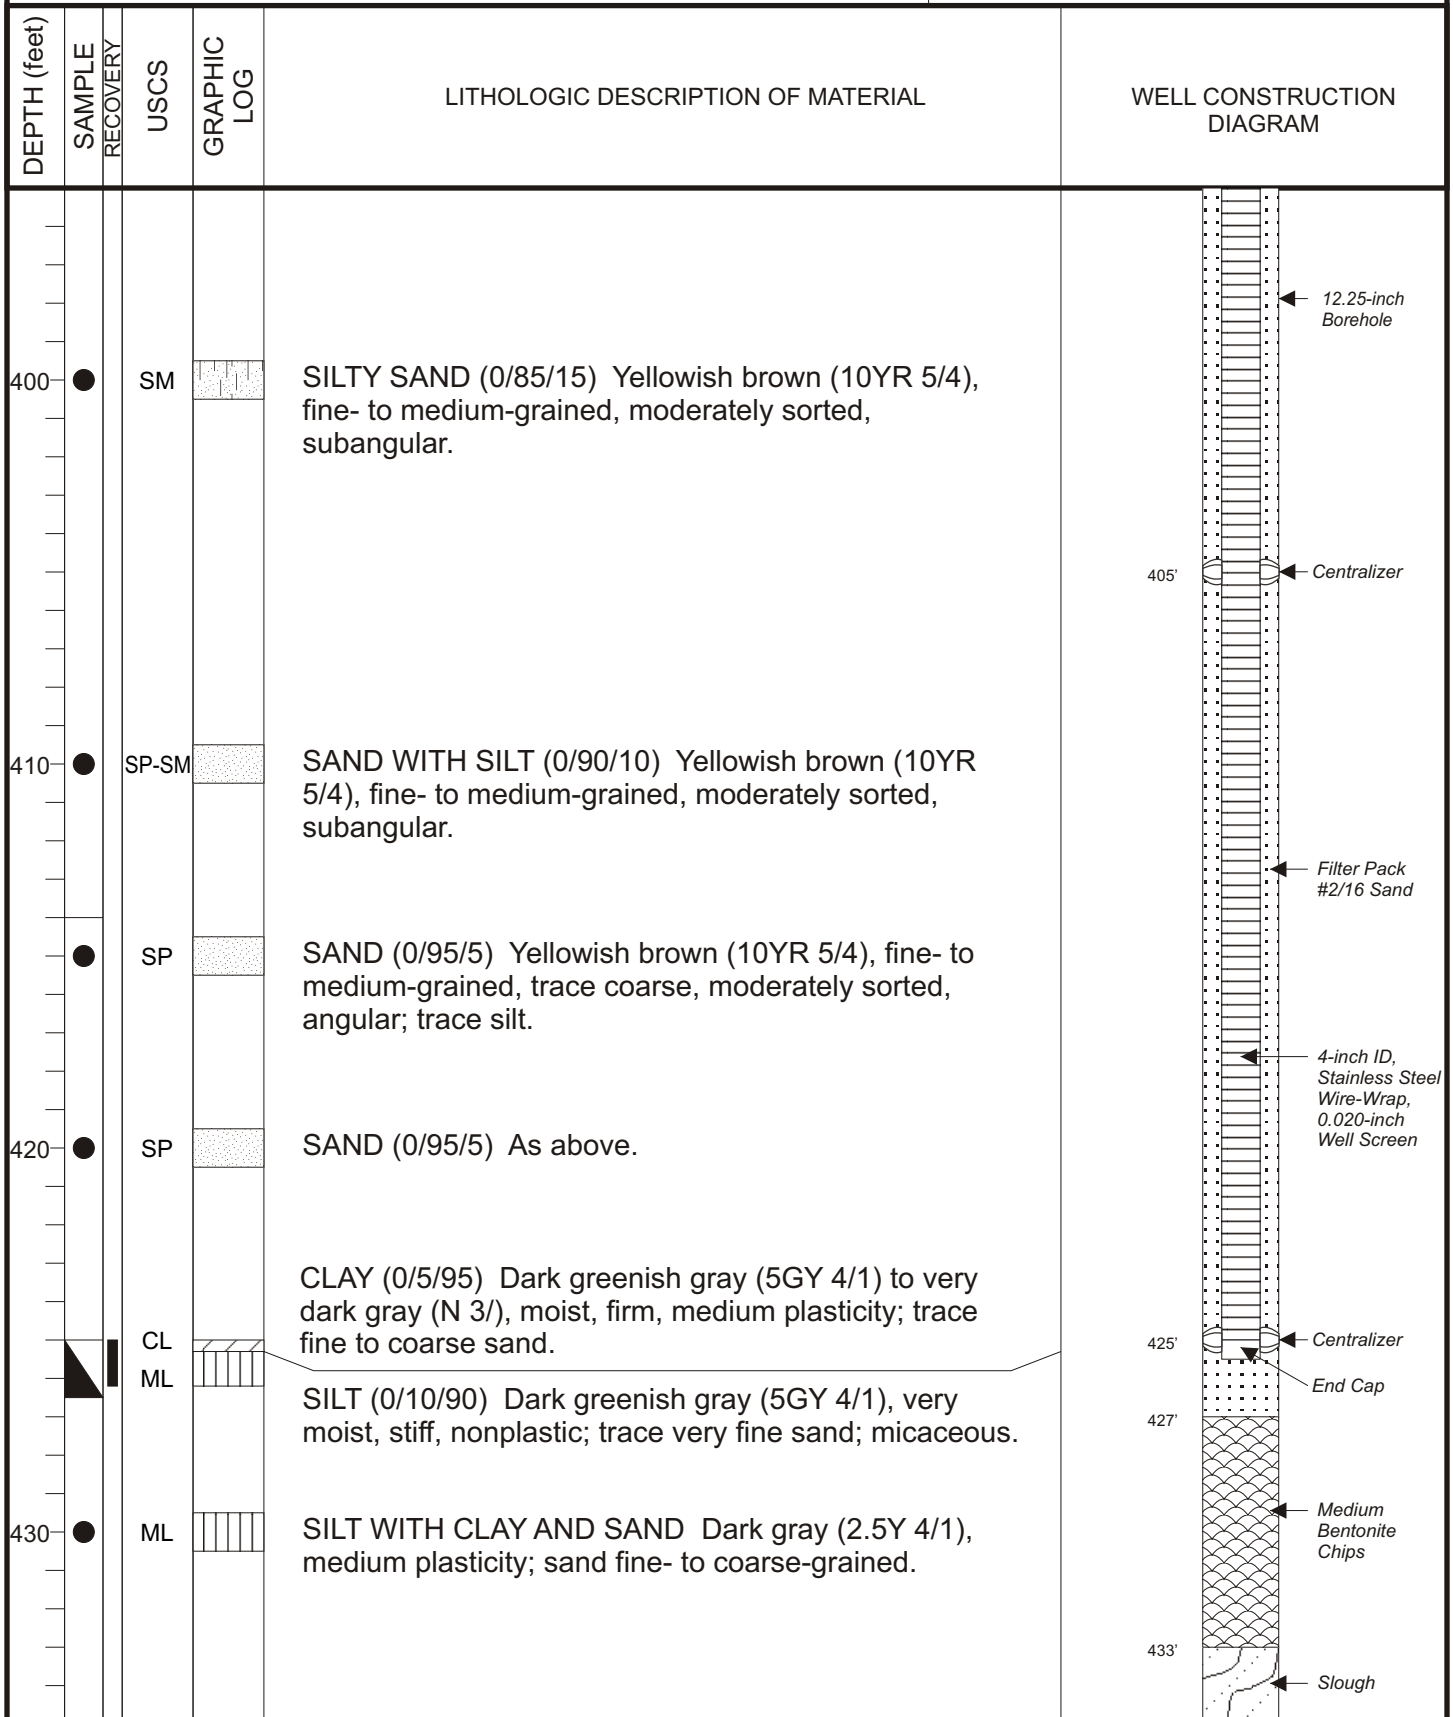 DEPTH (feet)
SAMPLE
RECOVERY
USCS
GRAPHIC
LOG
LITHOLOGIC DESCRIPTION OF MATERIAL
WELL CONSTRUCTION
DIAGRAM
12.25-inch
Borehole
400
SM
SILTY SAND (0/85/15) Yellowish brown (10YR 5/4),
fine- to medium-grained, moderately sorted,
subangular.
405'
Centralizer
410
SP-SM
SAND WITH SILT (0/90/10) Yellowish brown (10YR
5/4), fine- to medium-grained, moderately sorted,
subangular.
Filter Pack
#2/16 Sand
SP
SAND (0/95/5) Yellowish brown (10YR 5/4), fine- to
medium-grained, trace coarse, moderately sorted,
angular; trace silt.
4-inch ID,
Stainless Steel
Wire-Wrap,
0.020-inch
Well Screen
420
SP
SAND (0/95/5) As above.
CLAY (0/5/95) Dark greenish gray (5GY 4/1) to very
dark gray (N 3/), moist, firm, medium plasticity; trace
fine to coarse sand.
CL
425'
Centralizer
ML
End Cap
SILT (0/10/90) Dark greenish gray (5GY 4/1), very
moist, stiff, nonplastic; trace very fine sand; micaceous.
427'
430
ML
SILT WITH CLAY AND SAND Dark gray (2.5Y 4/1),
medium plasticity; sand fine- to coarse-grained.
Medium
Bentonite
Chips
433'
Slough